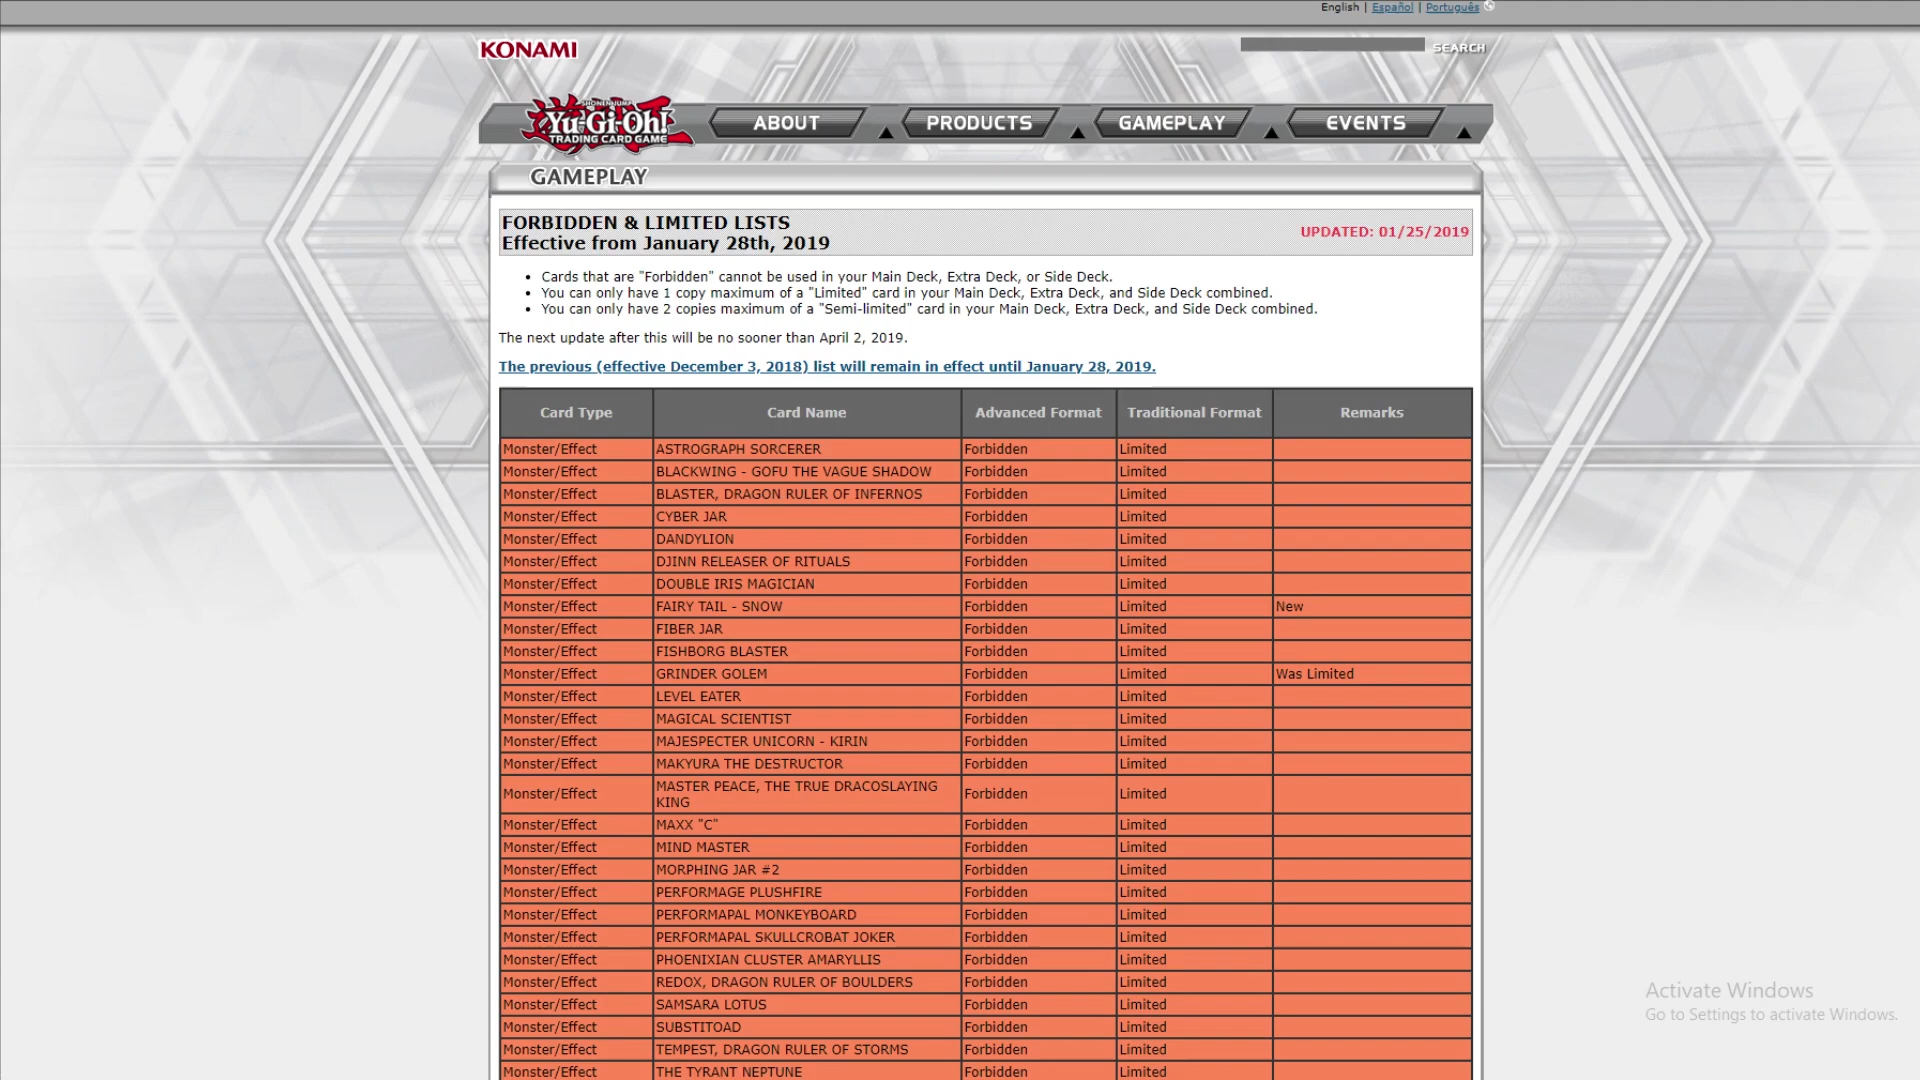 English | Español | Português
KONAMI
SEARCH
SHONEN JUMP
Yu-Gi-Oh!
TRADING CARD GAME
ABOUT
PRODUCTS
GAMEPLAY
EVENTS
GAMEPLAY
FORBIDDEN & LIMITED LISTS
Effective from January 28th, 2019
UPDATED: 01/25/2019
• Cards that are "Forbidden" cannot be used in your Main Deck, Extra Deck, or Side Deck.
• You can only have 1 copy maximum of a "Limited" card in your Main Deck, Extra Deck, and Side Deck combined.
• You can only have 2 copies maximum of a "Semi-limited" card in your Main Deck, Extra Deck, and Side Deck combined.
The next update after this will be no sooner than April 2, 2019.
The previous (effective December 3, 2018) list will remain in effect until January 28, 2019.
Card Type Card Name Advanced Format Traditional Format Remarks
Monster/Effect ASTROGRAPH SORCERER Forbidden Limited
Monster/Effect BLACKWING - GOFU THE VAGUE SHADOW Forbidden Limited
Monster/Effect BLASTER, DRAGON RULER OF INFERNOS Forbidden Limited
Monster/Effect CYBER JAR Forbidden Limited
Monster/Effect DANDYLION Forbidden Limited
Monster/Effect DJINN RELEASER OF RITUALS Forbidden Limited
Monster/Effect DOUBLE IRIS MAGICIAN Forbidden Limited
Monster/Effect FAIRY TAIL - SNOW Forbidden Limited New
Monster/Effect FIBER JAR Forbidden Limited
Monster/Effect FISHBORG BLASTER Forbidden Limited
Monster/Effect GRINDER GOLEM Forbidden Limited Was Limited
Monster/Effect LEVEL EATER Forbidden Limited
Monster/Effect MAGICAL SCIENTIST Forbidden Limited
Monster/Effect MAJESPECTER UNICORN - KIRIN Forbidden Limited
Monster/Effect MAKYURA THE DESTRUCTOR Forbidden Limited
Monster/Effect MASTER PEACE, THE TRUE DRACOSLAYING
KING Forbidden Limited
Monster/Effect MAXX "C" Forbidden Limited
Monster/Effect MIND MASTER Forbidden Limited
Monster/Effect MORPHING JAR #2 Forbidden Limited
Monster/Effect PERFORMAGE PLUSHFIRE Forbidden Limited
Monster/Effect PERFORMAPAL MONKEYBOARD Forbidden Limited
Monster/Effect PERFORMAPAL SKULLCROBAT JOKER Forbidden Limited
Monster/Effect PHOENIXIAN CLUSTER AMARYLLIS Forbidden Limited
Monster/Effect REDOX, DRAGON RULER OF BOULDERS Forbidden Limited
Monster/Effect SAMSARA LOTUS Forbidden Limited
Monster/Effect SUBSTITOAD Forbidden Limited
Monster/Effect TEMPEST, DRAGON RULER OF STORMS Forbidden Limited
Monster/Effect THE TYRANT NEPTUNE Forbidden Limited
Activate Windows
Go to Settings to activate Windows.